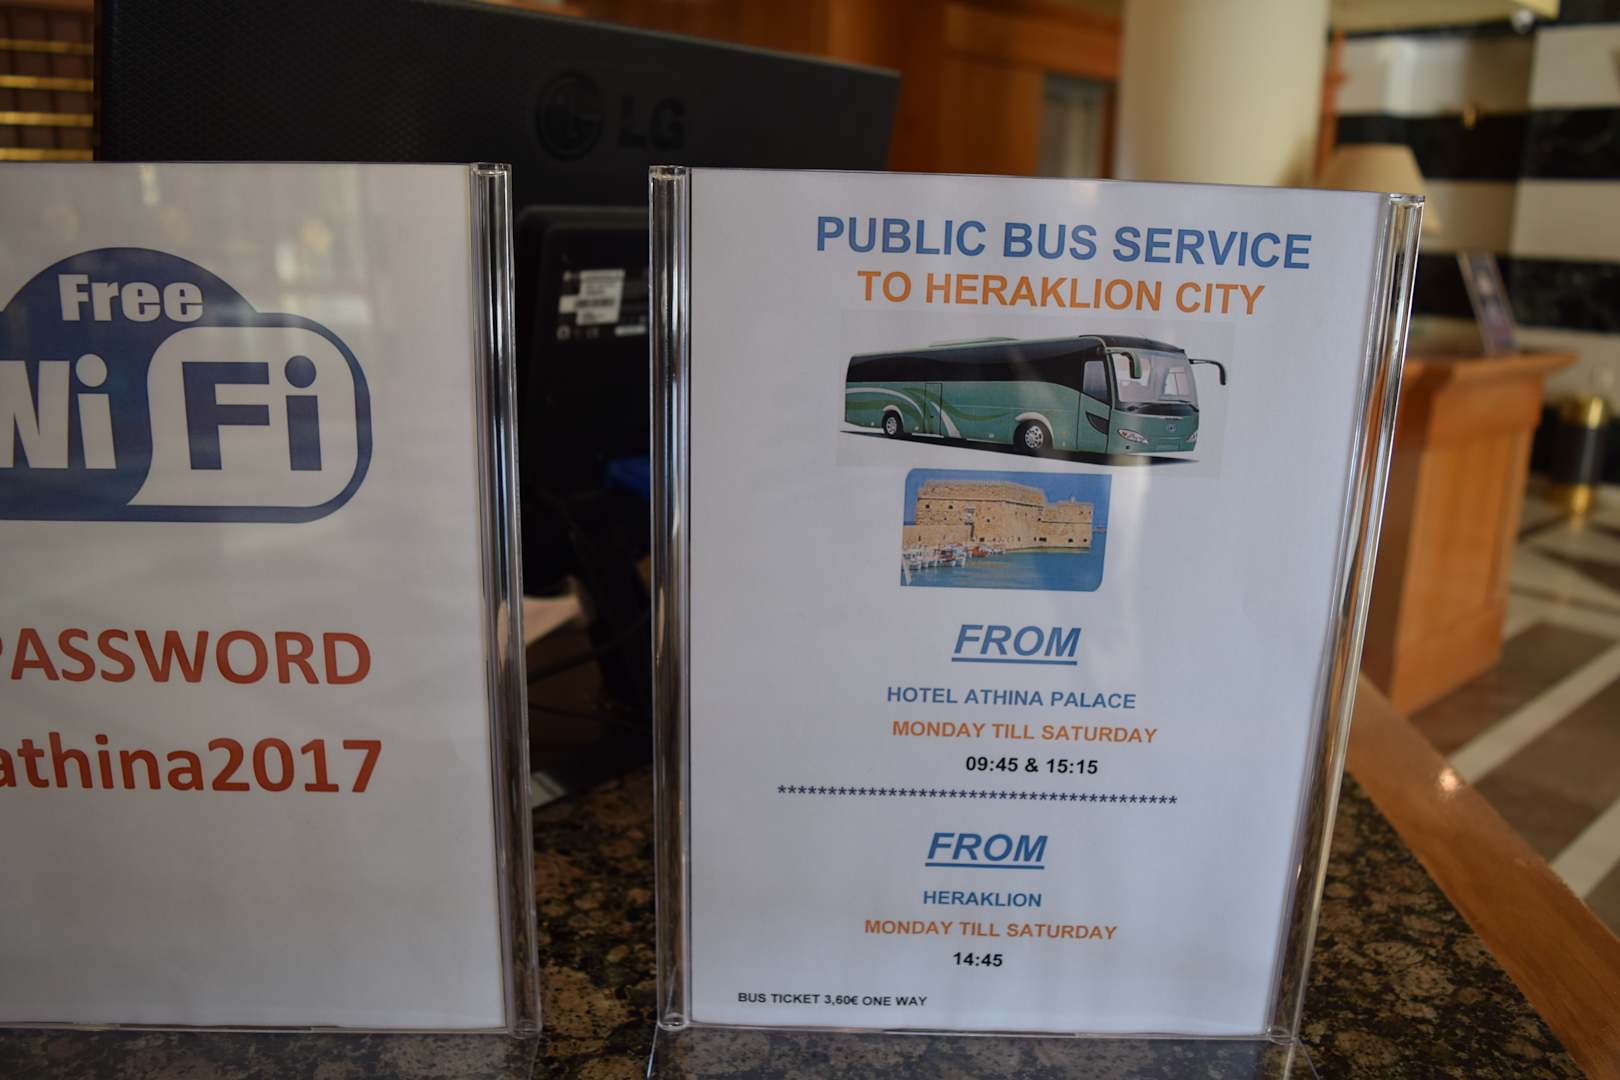 LG
Free
Wi Fi
PASSWORD
athina2017
PUBLIC BUS SERVICE
TO HERAKLION CITY
FROM
HOTEL ATHINA PALACE
MONDAY TILL SATURDAY
09:45 & 15:15
****************************************
FROM
HERAKLION
MONDAY TILL SATURDAY
14:45
BUS TICKET 3,60€ ONE WAY